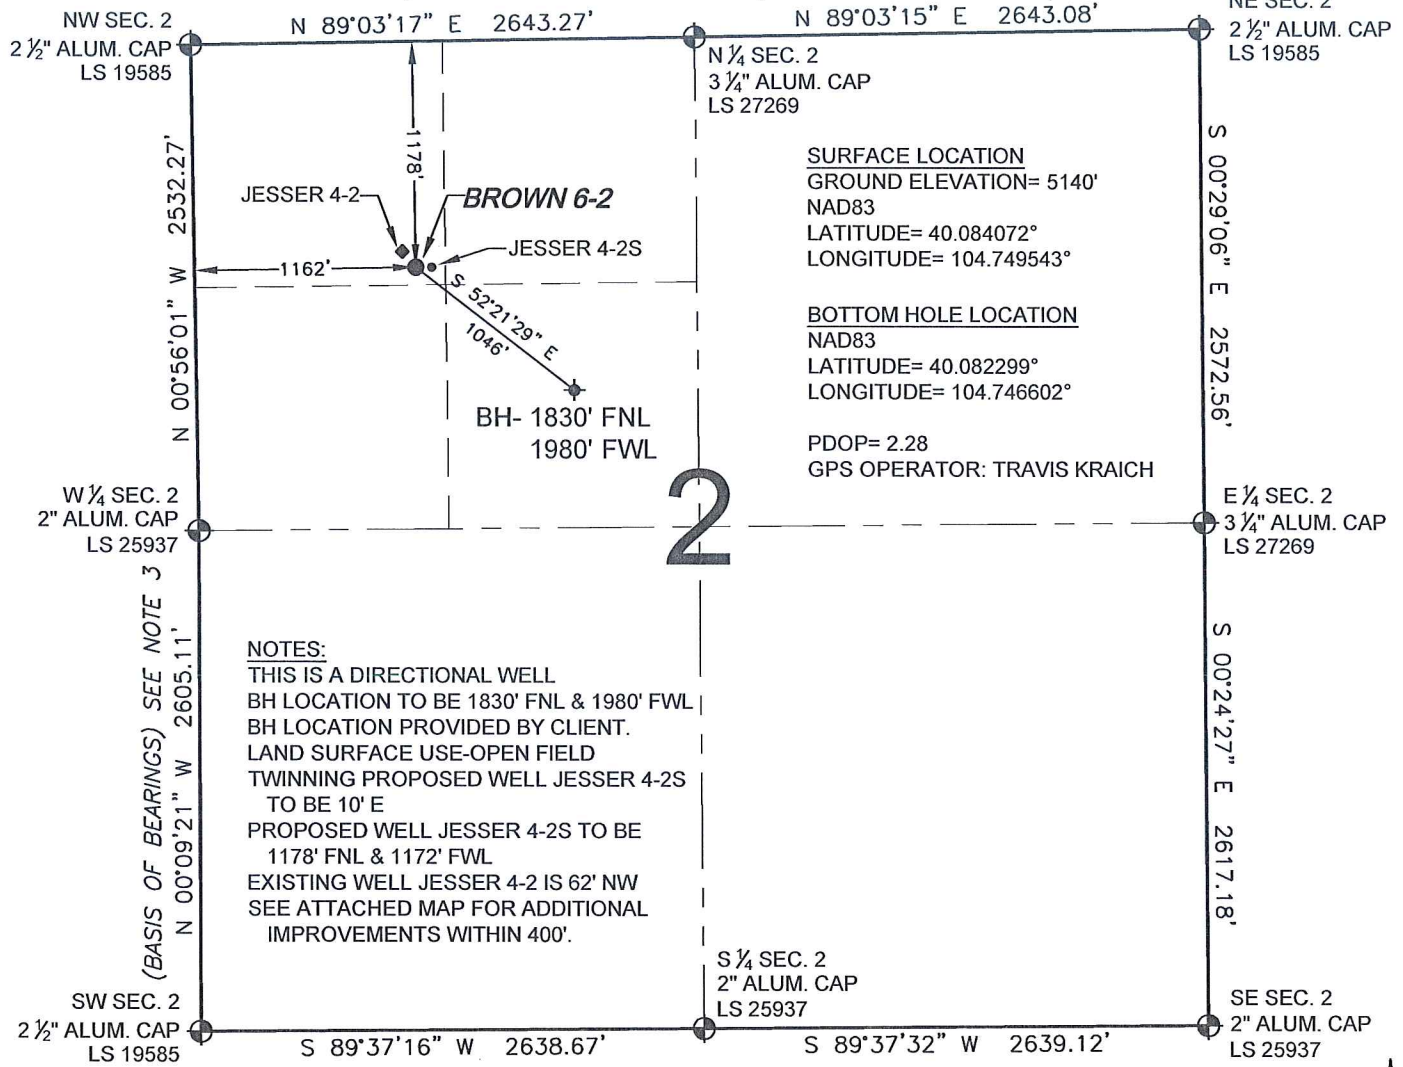 NW SEC. 2
2 ½" ALUM. CAP
LS 19585
N 89°03'17" E 2643.27'
N 89°03'15" E 2643.08'
NE SEC. 2
2 ½" ALUM. CAP
LS 19585
N ¼ SEC. 2
3 ¼" ALUM. CAP
LS 27269
N 00°56'01" W 2532.27'
1178'
JESSER 4-2
BROWN 6-2
JESSER 4-2S
1162'
S 52°21'29" E
1046'
BH- 1830' FNL
1980' FWL
SURFACE LOCATION
GROUND ELEVATION= 5140'
NAD83
LATITUDE= 40.084072°
LONGITUDE= 104.749543°
BOTTOM HOLE LOCATION
NAD83
LATITUDE= 40.082299°
LONGITUDE= 104.746602°
PDOP= 2.28
GPS OPERATOR: TRAVIS KRAICH
S 00°29'06" E 2572.56'
W ¼ SEC. 2
2" ALUM. CAP
LS 25937
2
E ¼ SEC. 2
3 ¼" ALUM. CAP
LS 27269
(BASIS OF BEARINGS) SEE NOTE 3
N 00°09'21" W 2605.11'
NOTES:
THIS IS A DIRECTIONAL WELL
BH LOCATION TO BE 1830' FNL & 1980' FWL
BH LOCATION PROVIDED BY CLIENT.
LAND SURFACE USE-OPEN FIELD
TWINNING PROPOSED WELL JESSER 4-2S
TO BE 10' E
PROPOSED WELL JESSER 4-2S TO BE
1178' FNL & 1172' FWL
EXISTING WELL JESSER 4-2 IS 62' NW
SEE ATTACHED MAP FOR ADDITIONAL
IMPROVEMENTS WITHIN 400'.
S 00°24'27" E 2617.18'
SW SEC. 2
2 ½" ALUM. CAP
LS 19585
S 89°37'16" W 2638.67'
S ¼ SEC. 2
2" ALUM. CAP
LS 25937
S 89°37'32" W 2639.12'
SE SEC. 2
2" ALUM. CAP
LS 25937